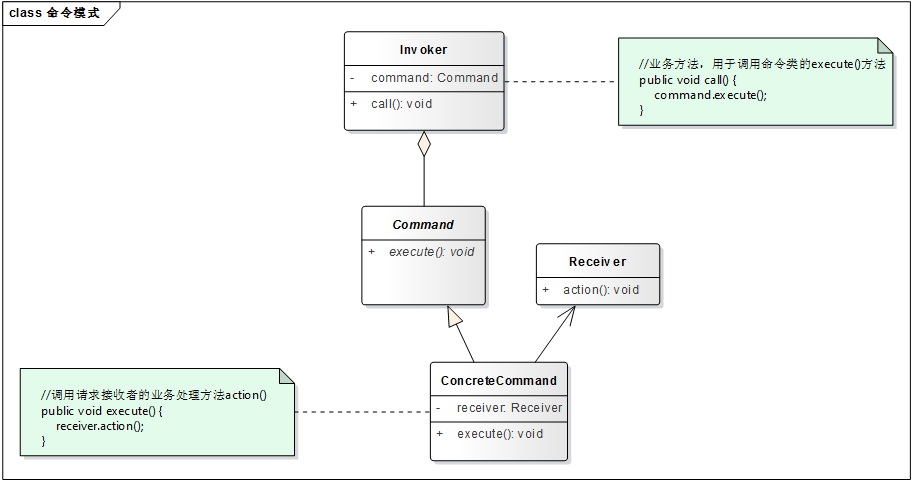 class 命令模式
Invoker
- command: Command
+ call(): void
//业务方法，用于调用命令类的execute()方法
public void call() {
command.execute();
}
Command
+ execute(): void
Receiver
+ action(): void
ConcreteCommand
- receiver: Receiver
+ execute(): void
//调用请求接收者的业务处理方法action()
public void execute() {
receiver.action();
}